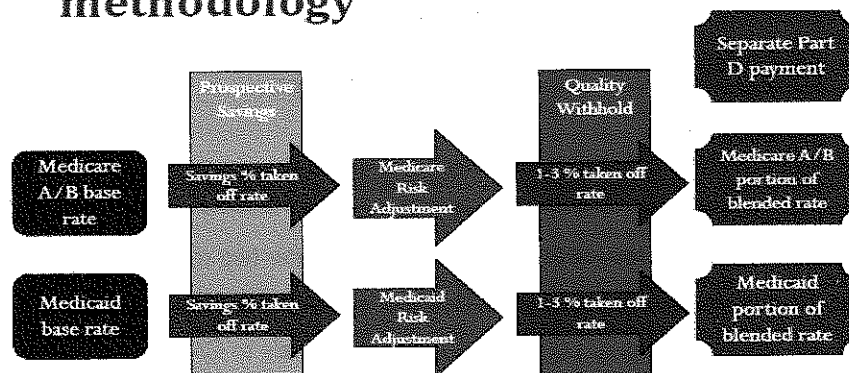 methodology
Separate Part
D payment
Prospective
Savings
Quality
Withhold
Medicare
A/B base
rate
Savings % taken
off rate
Medicare
Risk
Adjustment
1-3 % taken off
rate
Medicare A/B
portion of
blended rate
Medicaid
base rate
Savings % taken
off rate
Medicaid
Risk
Adjustment
1-3 % taken off
rate
Medicaid
portion of
blended rate